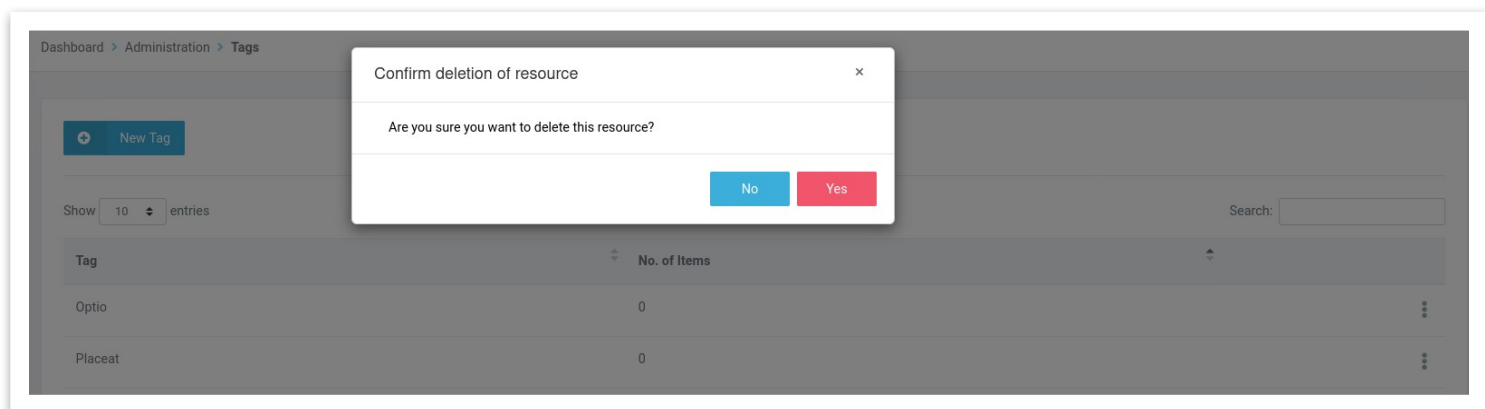 Dashboard > Administration > Tags
Confirm deletion of resource ×
Are you sure you want to delete this resource?
No Yes
New Tag
Show 10 entries Search:
Tag No. of Items
Optio 0
Placeat 0